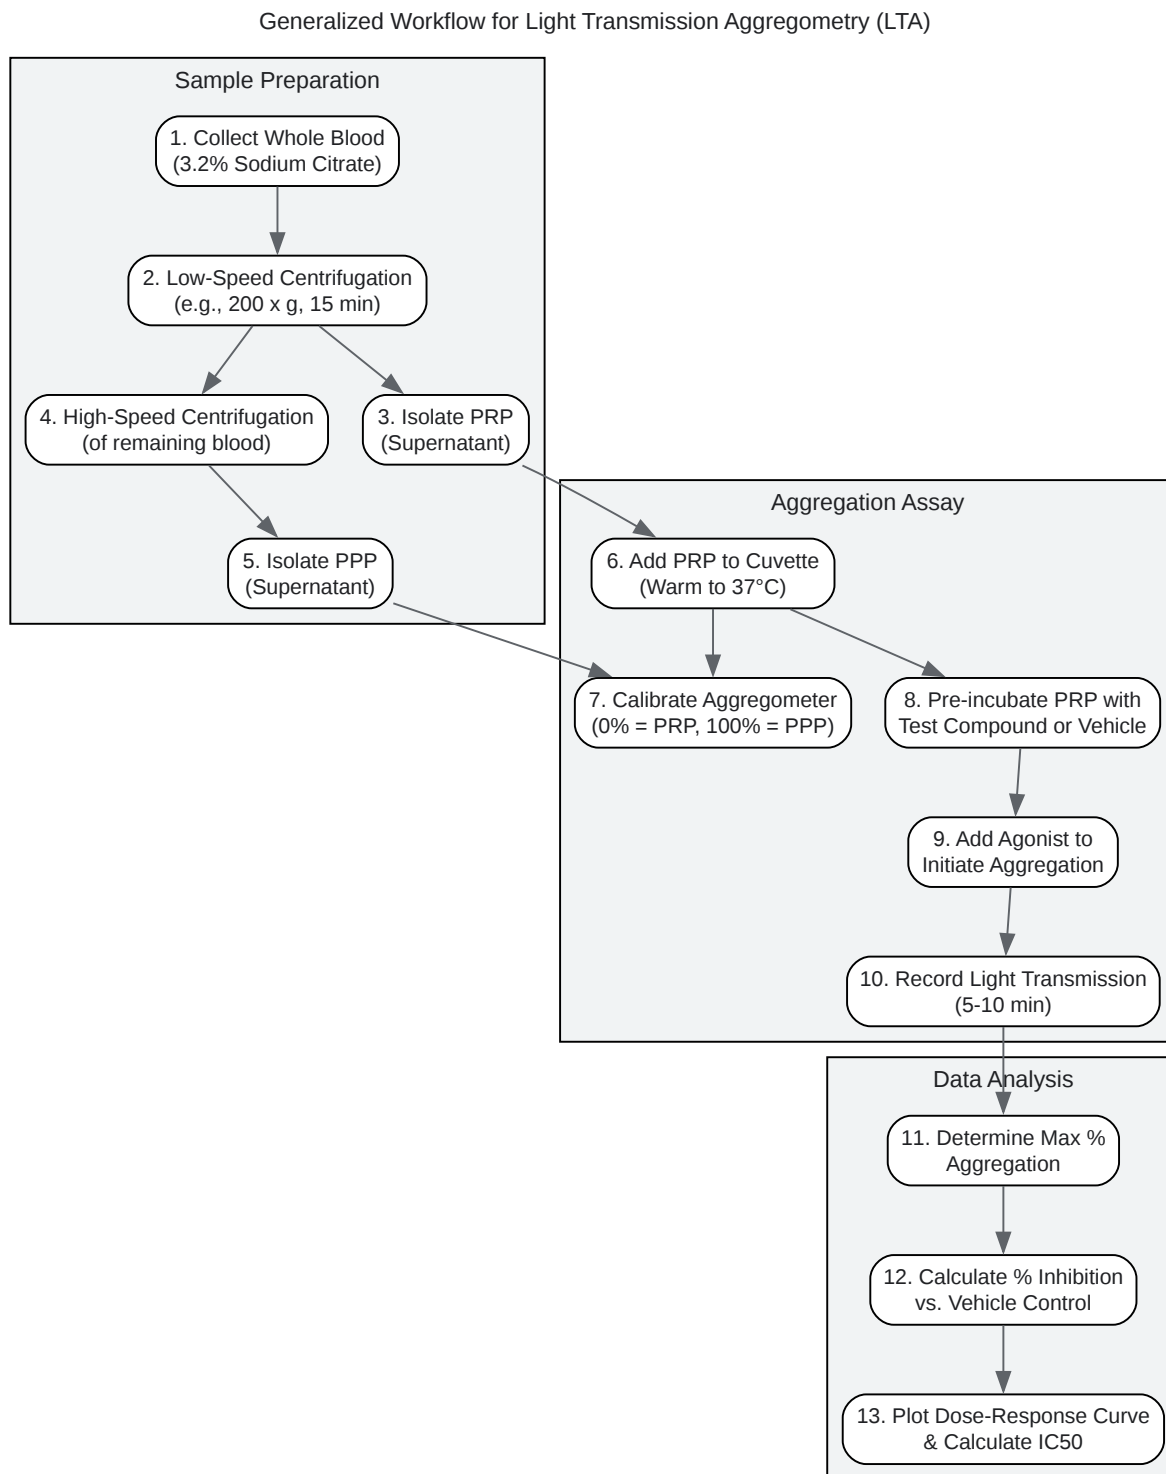 Generalized Workflow for Light Transmission Aggregometry (LTA)
Sample Preparation
1. Collect Whole Blood
(3.2% Sodium Citrate)
2. Low-Speed Centrifugation
(e.g., 200 x g, 15 min)
4. High-Speed Centrifugation
(of remaining blood)
3. Isolate PRP
(Supernatant)
5. Isolate PPP
(Supernatant)
Aggregation Assay
6. Add PRP to Cuvette
(Warm to 37°C)
7. Calibrate Aggregometer
(0% = PRP, 100% = PPP)
8. Pre-incubate PRP with
Test Compound or Vehicle
9. Add Agonist to
Initiate Aggregation
10. Record Light Transmission
(5-10 min)
Data Analysis
11. Determine Max %
Aggregation
12. Calculate % Inhibition
vs. Vehicle Control
13. Plot Dose-Response Curve
& Calculate IC50